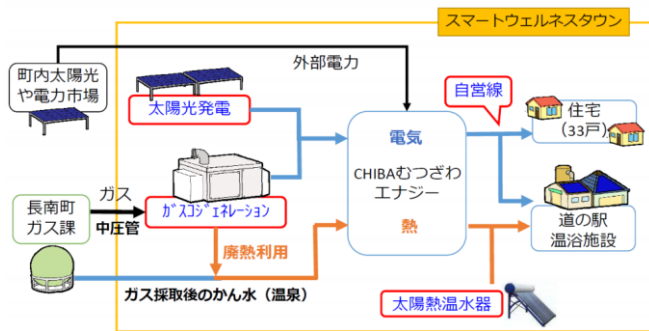 スマートウェルネスタウン
外部電力
町内太陽光
や電力市場
太陽光発電
自営線
住宅
(33戸)
電気
CHIBAむつざわ
エナジー
熱
ガス
長南町
ガス課
中圧管
ｶﾞｽｺｼﾞｪﾈﾚｰｼｮﾝ
道の駅
温浴施設
廃熱利用
ガス採取後のかん水（温泉）
太陽熱温水器